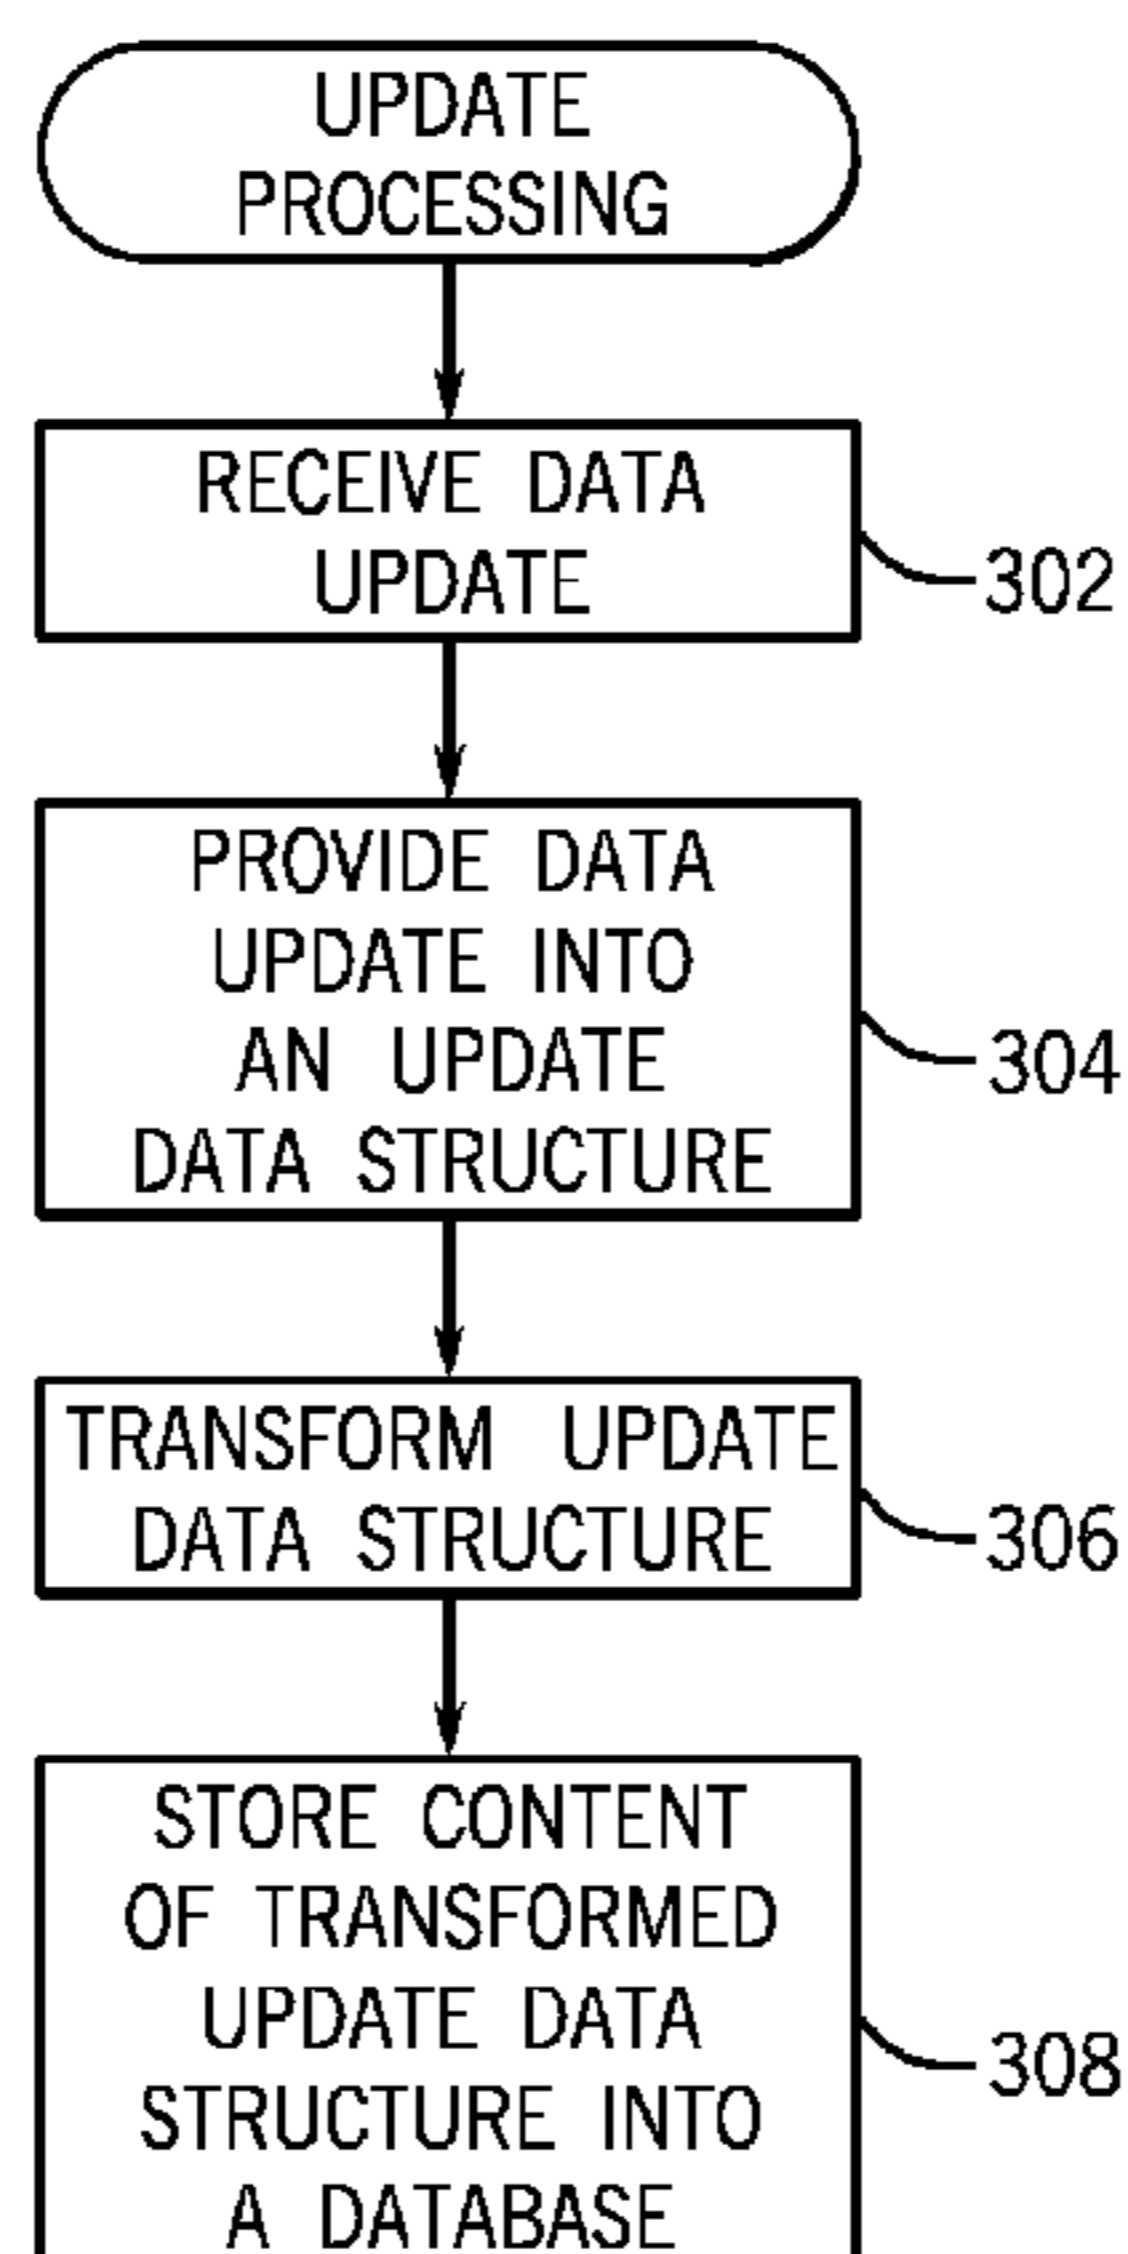 UPDATE
PROCESSING
RECEIVE DATA
UPDATE
302
PROVIDE DATA
UPDATE INTO
AN UPDATE
DATA STRUCTURE
304
TRANSFORM UPDATE
DATA STRUCTURE
306
STORE CONTENT
OF TRANSFORMED
UPDATE DATA
STRUCTURE INTO
A DATABASE
308